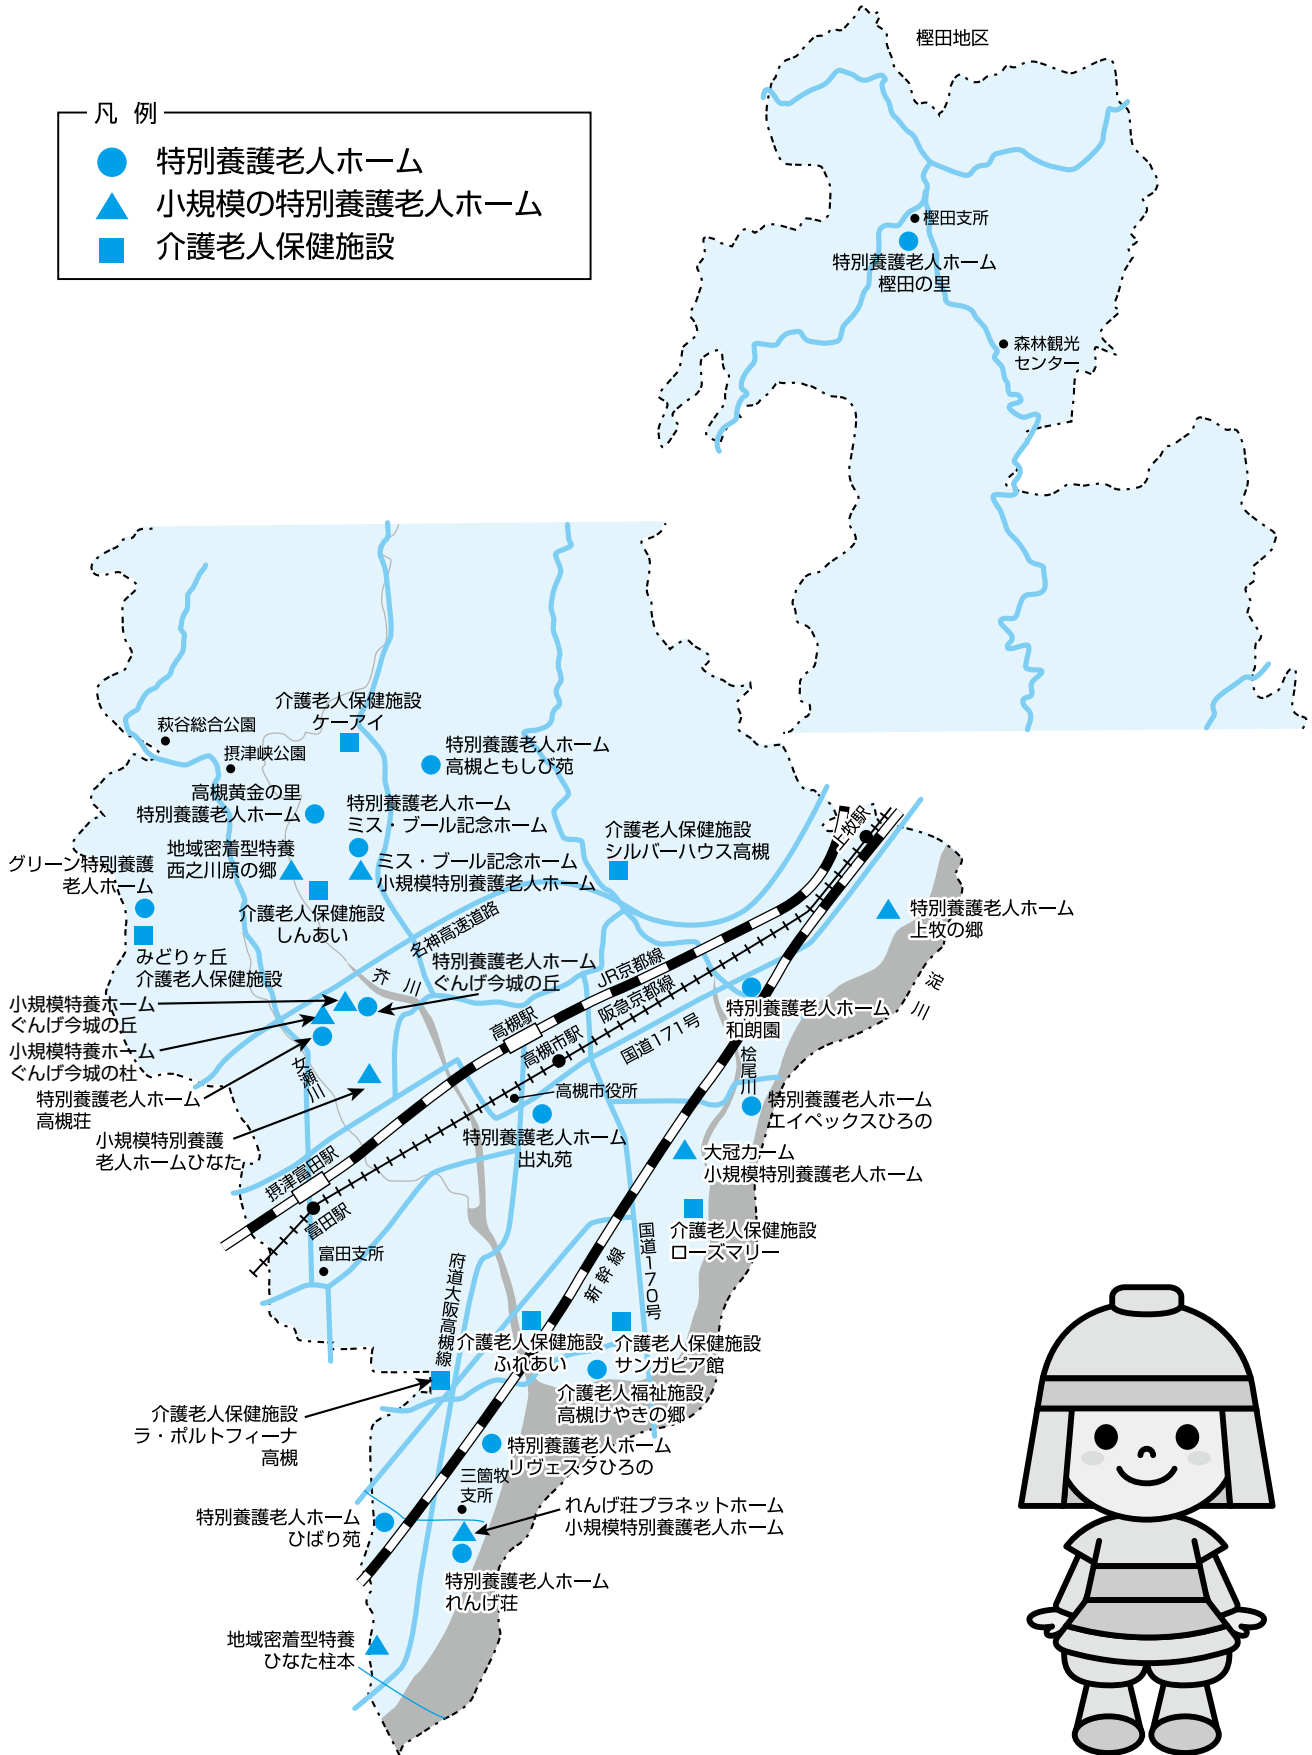 樫田地区
凡 例
特別養護老人ホーム
小規模の特別養護老人ホーム
介護老人保健施設
樫田支所
特別養護老人ホーム
樫田の里
森林観光
センター
介護老人保健施設
ケーアイ
萩谷総合公園
摂津峡公園
特別養護老人ホーム
高槻ともしび苑
高槻黄金の里
特別養護老人ホーム
特別養護老人ホーム
ミス・ブール記念ホーム
地域密着型特養
西之川原の郷
ミス・ブール記念ホーム
小規模特別養護老人ホーム
介護老人保健施設
シルバーハウス高槻
上牧駅
グリーン特別養護
老人ホーム
介護老人保健施設
しんあい
名神高速道路
特別養護老人ホーム
上牧の郷
みどりヶ丘
介護老人保健施設
芥川
特別養護老人ホーム
ぐんげ今城の丘
JR京都線
阪急京都線
淀川
小規模特養ホーム
ぐんげ今城の丘
高槻駅
高槻市駅
国道171号
特別養護老人ホーム
和朗園
小規模特養ホーム
ぐんげ今城の杜
女瀬川
桧尾川
特別養護老人ホーム
高槻荘
高槻市役所
特別養護老人ホーム
エイペックスひろの
小規模特別養護
老人ホームひなた
特別養護老人ホーム
出丸苑
大冠カーム
小規模特別養護老人ホーム
摂津富田駅
富田駅
富田支所
介護老人保健施設
ローズマリー
国道170号
新幹線
府道大阪高槻線
介護老人保健施設
ふれあい
介護老人保健施設
サンガピア館
介護老人福祉施設
高槻けやきの郷
介護老人保健施設
ラ・ポルトフィーナ
高槻
特別養護老人ホーム
リヴェスタひろの
三箇牧
支所
れんげ荘プラネットホーム
小規模特別養護老人ホーム
特別養護老人ホーム
ひばり苑
特別養護老人ホーム
れんげ荘
地域密着型特養
ひなた柱本